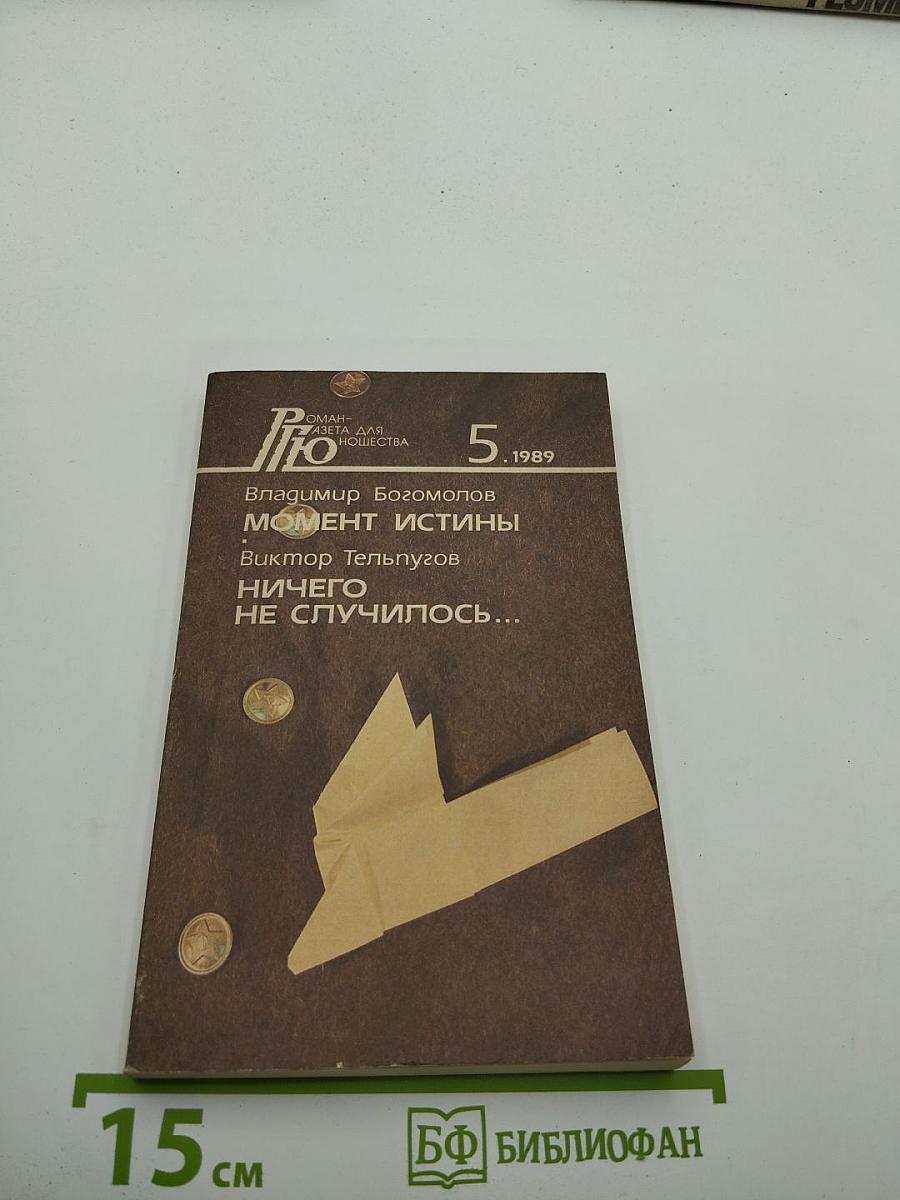 Роман-
газета для
юношества
5.1989
Владимир Богомолов
МОМЕНТ ИСТИНЫ
Виктор Тельпугов
НИЧЕГО
НЕ СЛУЧИЛОСЬ...
15 см
БФ БИБЛИОФАН